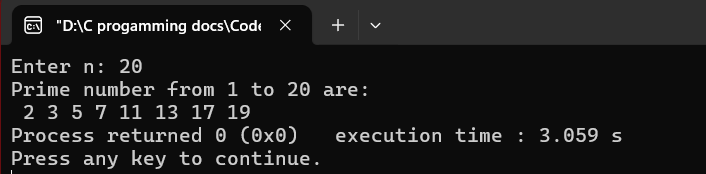 "D:\C progamming docs\Code
Enter n: 20
Prime number from 1 to 20 are:
2 3 5 7 11 13 17 19
Process returned 0 (0x0)   execution time : 3.059 s
Press any key to continue.